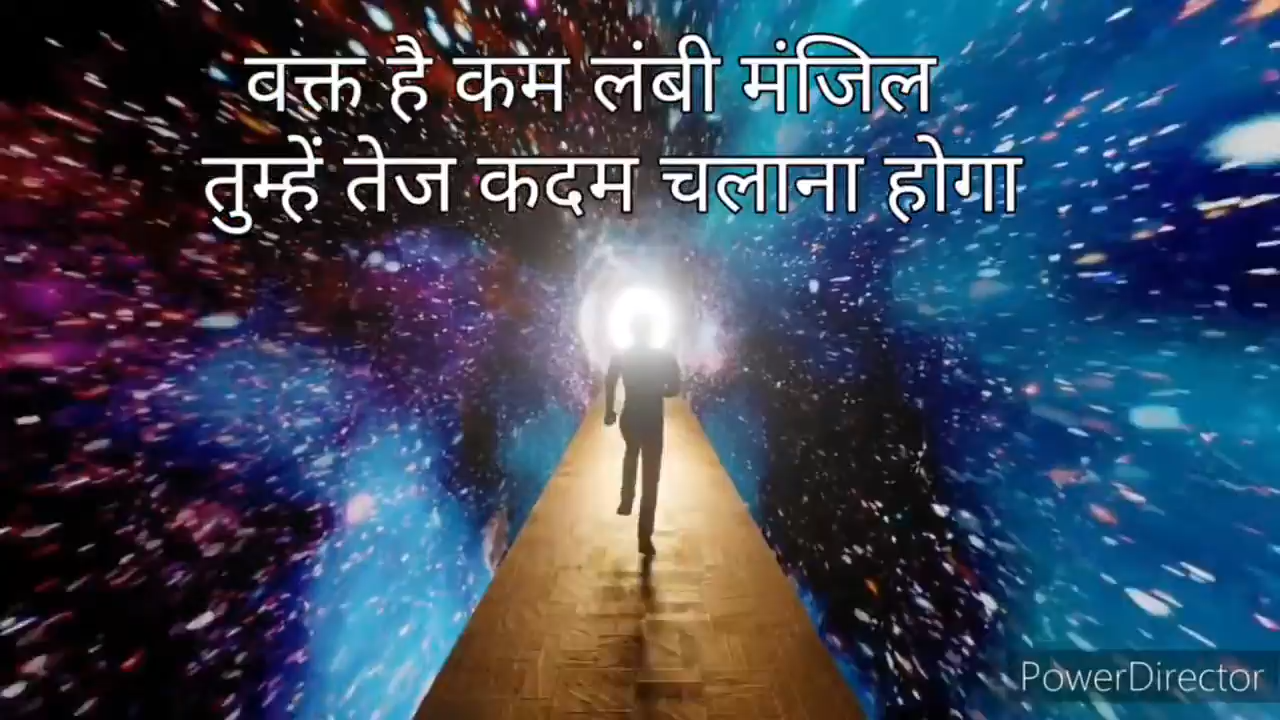 वक्त है कम लंबी मंजिल
तुम्हें तेज कदम चलाना होगा
PowerDirector